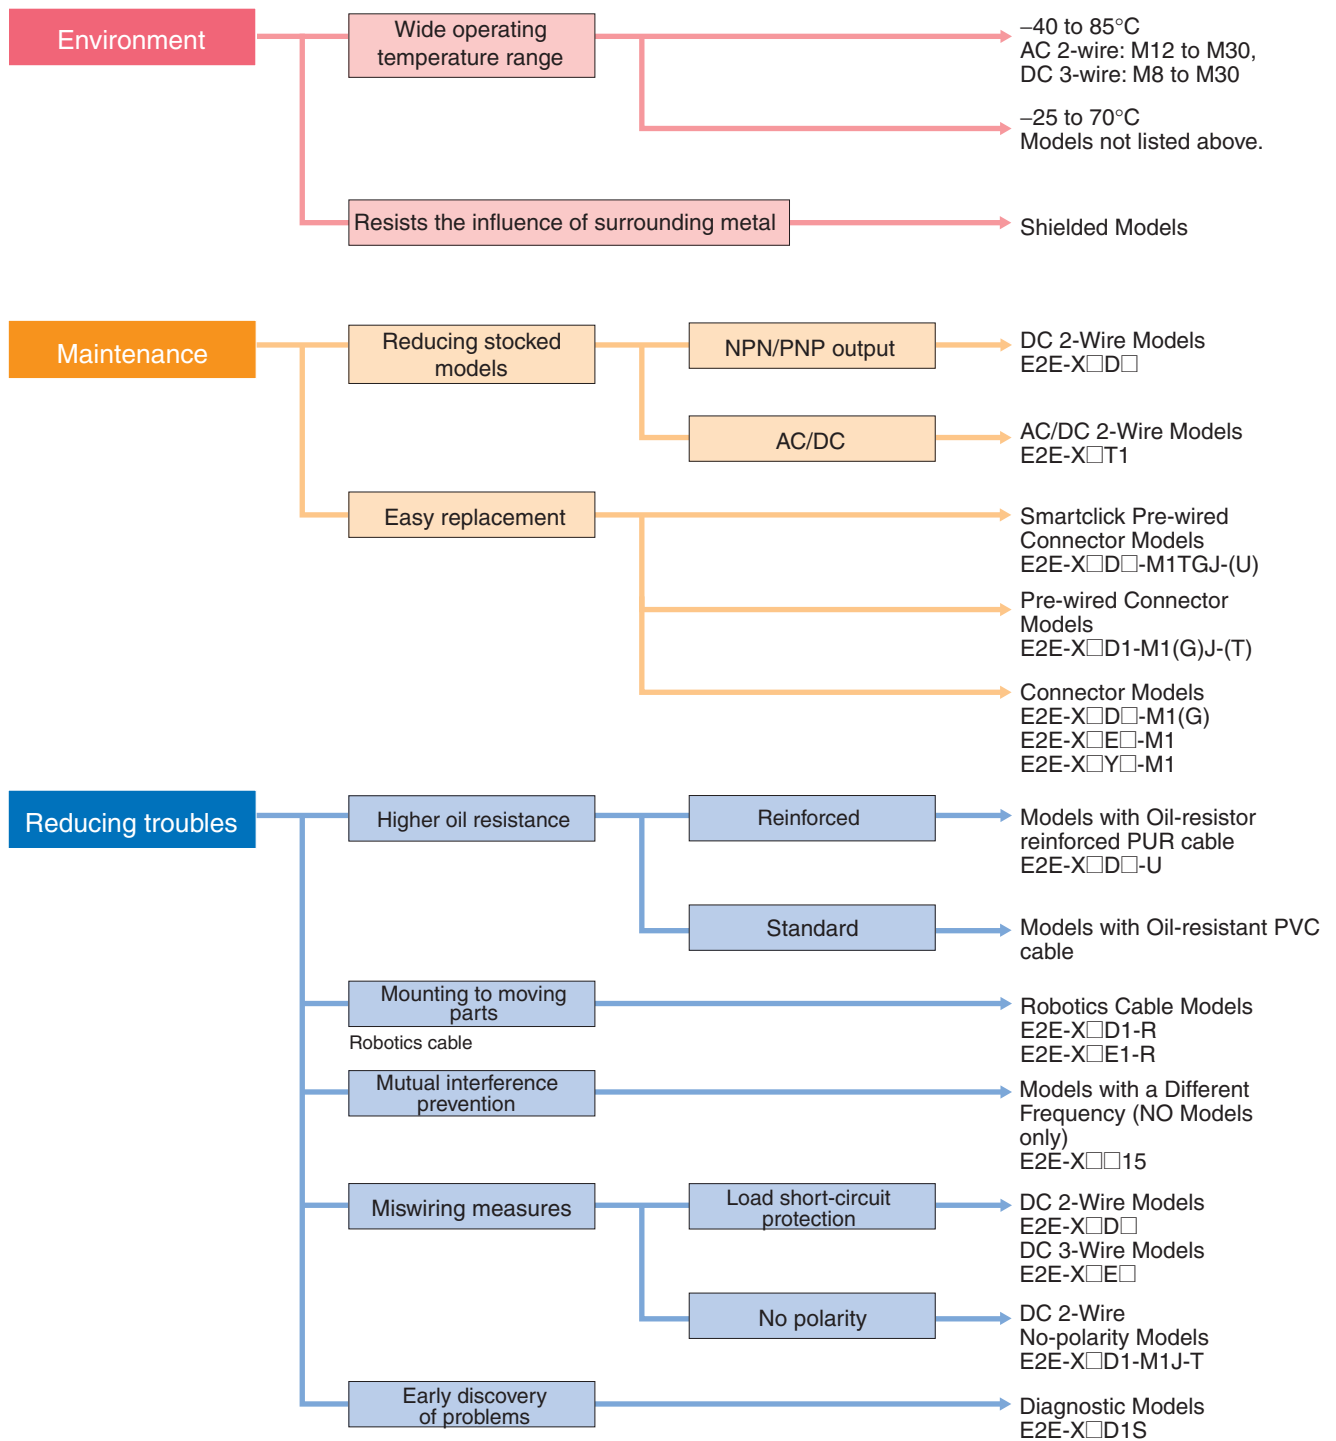 Environment
Wide operating
temperature range
–40 to 85°C
AC 2-wire: M12 to M30,
DC 3-wire: M8 to M30
–25 to 70°C
Models not listed above.
Resists the influence of surrounding metal
Shielded Models
Maintenance
Reducing stocked
models
NPN/PNP output
DC 2-Wire Models
E2E-X□D□
AC/DC
AC/DC 2-Wire Models
E2E-X□T1
Easy replacement
Smartclick Pre-wired
Connector Models
E2E-X□D□-M1TGJ-(U)
Pre-wired Connector
Models
E2E-X□D1-M1(G)J-(T)
Connector Models
E2E-X□D□-M1(G)
E2E-X□E□-M1
E2E-X□Y□-M1
Reducing troubles
Higher oil resistance
Reinforced
Models with Oil-resistor
reinforced PUR cable
E2E-X□D□-U
Standard
Models with Oil-resistant PVC
cable
Mounting to moving
parts
Robotics cable
Robotics Cable Models
E2E-X□D1-R
E2E-X□E1-R
Mutual interference
prevention
Models with a Different
Frequency (NO Models
only)
E2E-X□□15
Miswiring measures
Load short-circuit
protection
DC 2-Wire Models
E2E-X□D□
DC 3-Wire Models
E2E-X□E□
No polarity
DC 2-Wire
No-polarity Models
E2E-X□D1-M1J-T
Early discovery
of problems
Diagnostic Models
E2E-X□D1S